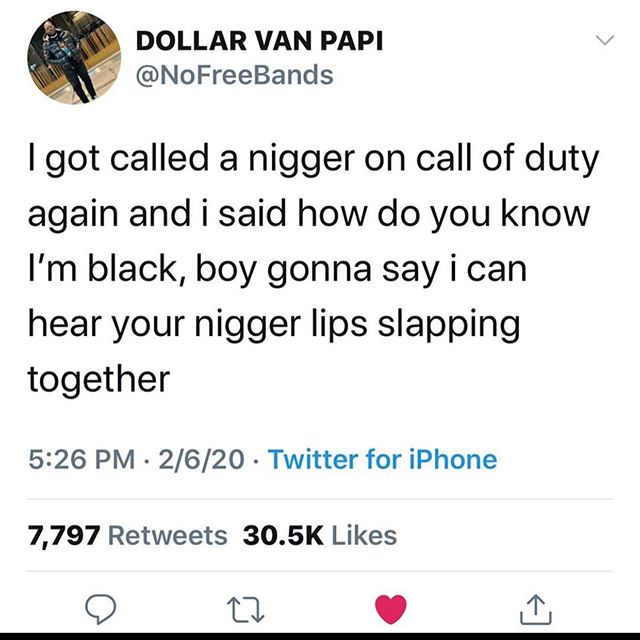 DOLLAR VAN PAPI
@NoFreeBands
I got called a nigger on call of duty
again and i said how do you know
I'm black, boy gonna say i can
hear your nigger lips slapping
together
5:26 PM · 2/6/20 · Twitter for iPhone
7,797 Retweets 30.5K Likes